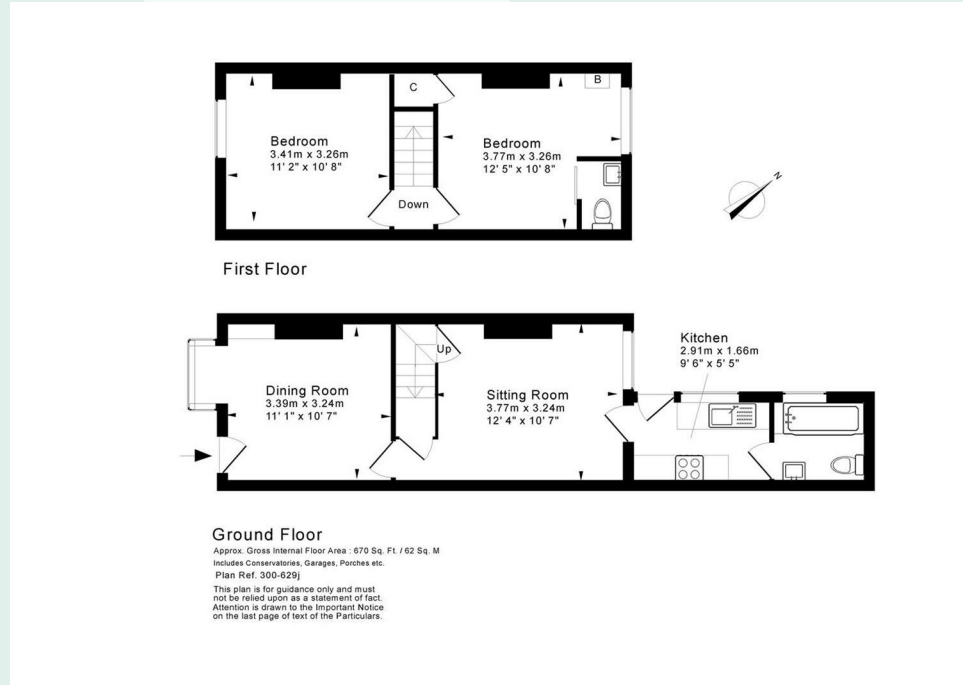 C
B
Bedroom
3.41m x 3.26m
11' 2" x 10' 8"
Bedroom
3.77m x 3.26m
12' 5" x 10' 8"
Down
N
First Floor
Up
Kitchen
2.91m x 1.66m
9' 6" x 5' 5"
Dining Room
3.39m x 3.24m
11' 1" x 10' 7"
Sitting Room
3.77m x 3.24m
12' 4" x 10' 7"
Ground Floor
Approx. Gross Internal Floor Area : 670 Sq. Ft. / 62 Sq. M
Includes Conservatories, Garages, Porches etc.
Plan Ref. 300-629j
This plan is for guidance only and must
not be relied upon as a statement of fact.
Attention is drawn to the Important Notice
on the last page of text of the Particulars.